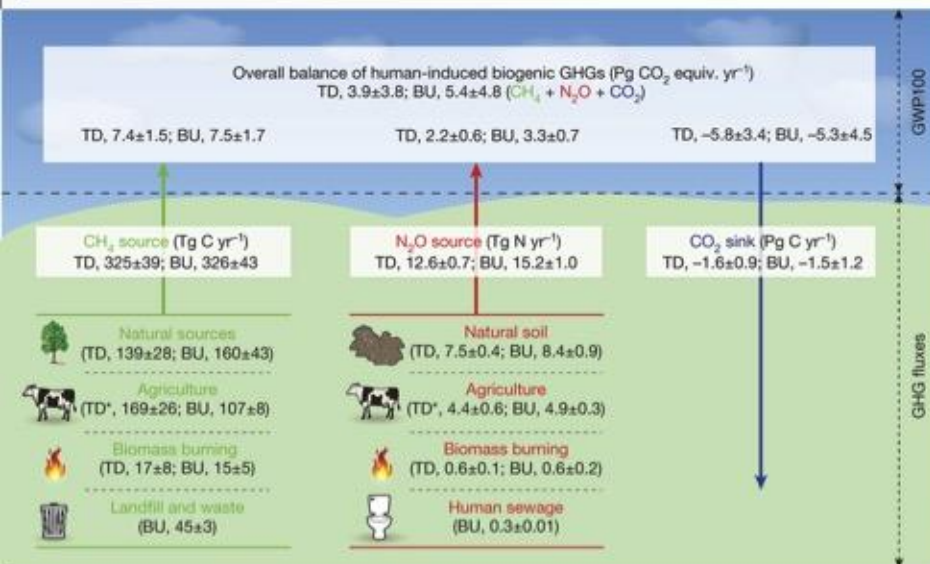 Overall balance of human-induced biogenic GHGs (Pg CO₂ equiv. yr⁻¹)
TD, 3.9±3.8; BU, 5.4±4.8 (CH₄ + N₂O + CO₂)
TD, 7.4±1.5; BU, 7.5±1.7
TD, 2.2±0.6; BU, 3.3±0.7
TD, –5.8±3.4; BU, –5.3±4.5
GWP100
CH₄ source (Tg C yr⁻¹)
TD, 325±39; BU, 326±43
N₂O source (Tg N yr⁻¹)
TD, 12.6±0.7; BU, 15.2±1.0
CO₂ sink (Pg C yr⁻¹)
TD, –1.6±0.9; BU, –1.5±1.2
Natural sources
(TD, 139±28; BU, 160±43)
Agriculture
(TD*, 169±26; BU, 107±8)
Biomass burning
(TD, 17±8; BU, 15±5)
Landfill and waste
(BU, 45±3)
Natural soil
(TD, 7.5±0.4; BU, 8.4±0.9)
Agriculture
(TD*, 4.4±0.6; BU, 4.9±0.3)
Biomass burning
(TD, 0.6±0.1; BU, 0.6±0.2)
Human sewage
(BU, 0.3±0.01)
GHG fluxes